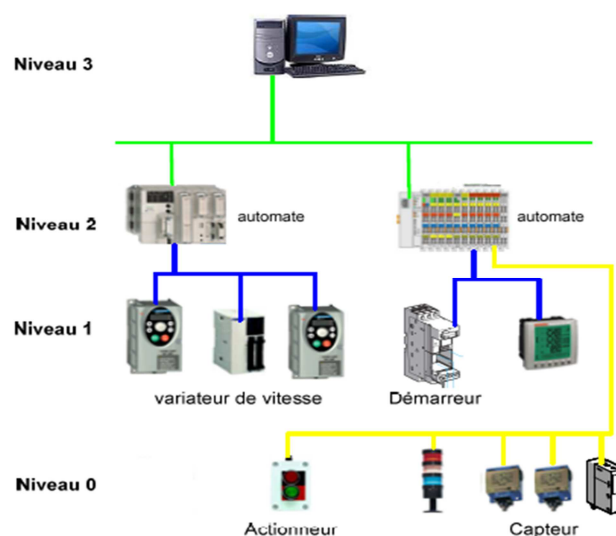 Niveau 3
Niveau 2
automate
automate
Niveau 1
variateur de vitesse
Démarreur
Niveau 0
Actionneur
Capteur